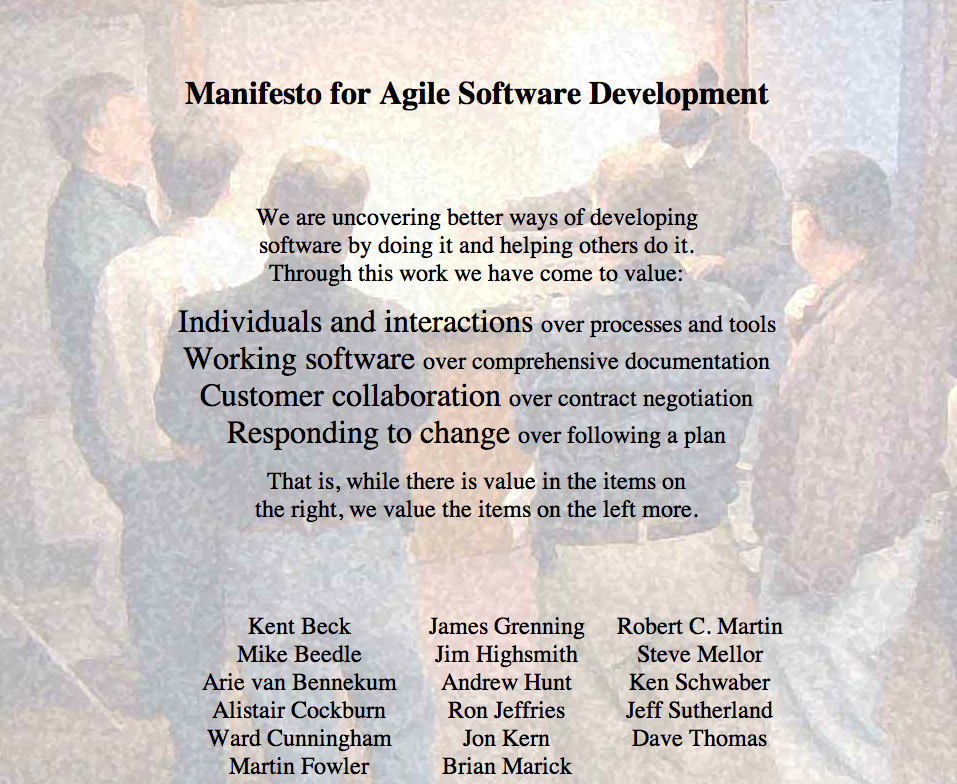 Manifesto for Agile Software Development
We are uncovering better ways of developing
software by doing it and helping others do it.
Through this work we have come to value:
Individuals and interactions over processes and tools
Working software over comprehensive documentation
Customer collaboration over contract negotiation
Responding to change over following a plan
That is, while there is value in the items on
the right, we value the items on the left more.
Kent Beck
Mike Beedle
Arie van Bennekum
Alistair Cockburn
Ward Cunningham
Martin Fowler
James Grenning
Jim Highsmith
Andrew Hunt
Ron Jeffries
Jon Kern
Brian Marick
Robert C. Martin
Steve Mellor
Ken Schwaber
Jeff Sutherland
Dave Thomas